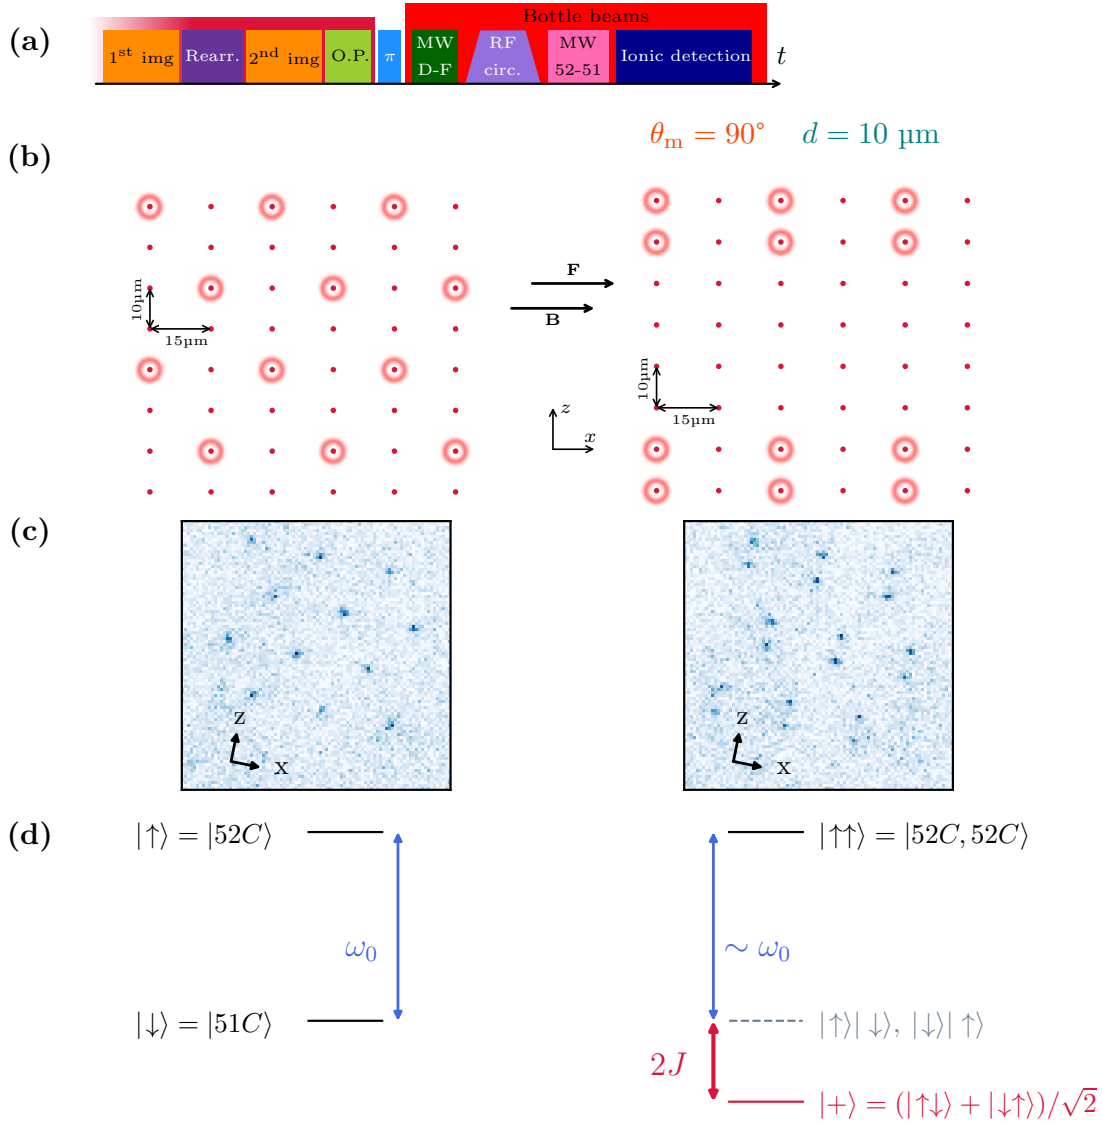 (a)
Bottle beams
1st img
Rearr.
2nd img
O.P.
π
MW
D-F
RF
circ.
MW
52-51
Ionic detection
t
(b)
θm = 90°
d = 10 µm
10µm
15µm
F
B
z
x
10µm
15µm
(c)
z
x
z
x
(d)
|↑⟩ = |52C⟩
ω0
|↓⟩ = |51C⟩
|↑↑⟩ = |52C, 52C⟩
∼ ω0
|↑⟩|↓⟩, |↓⟩|↑⟩
2J
|+⟩ = (|↑↓⟩ + |↓↑⟩)/√2